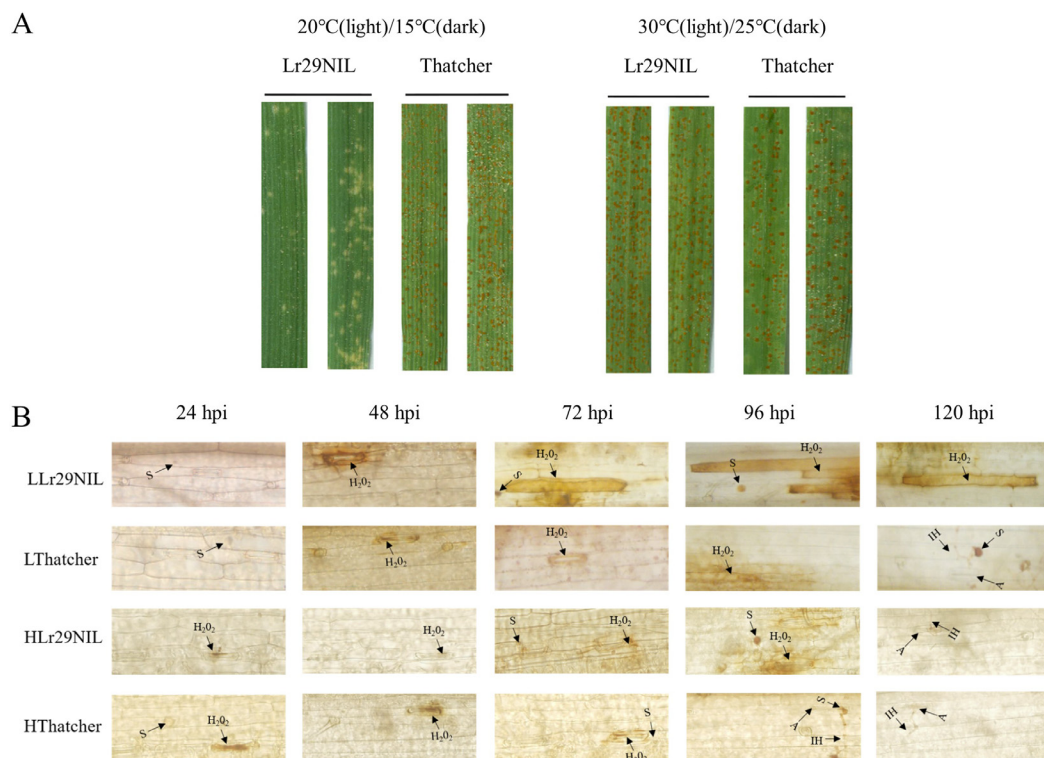 A
20℃(light)/15℃(dark)
30℃(light)/25℃(dark)
Lr29NIL
Thatcher
Lr29NIL
Thatcher
B
24 hpi
48 hpi
72 hpi
96 hpi
120 hpi
LLr29NIL
S
H₂O₂
S
H₂O₂
S
H₂O₂
H₂O₂
LThatcher
S
H₂O₂
H₂O₂
H₂O₂
IH
S
A
HLr29NIL
H₂O₂
H₂O₂
S
H₂O₂
S
H₂O₂
A
IH
HThatcher
S
H₂O₂
H₂O₂
S
H₂O₂
A
S
IH
IH
A